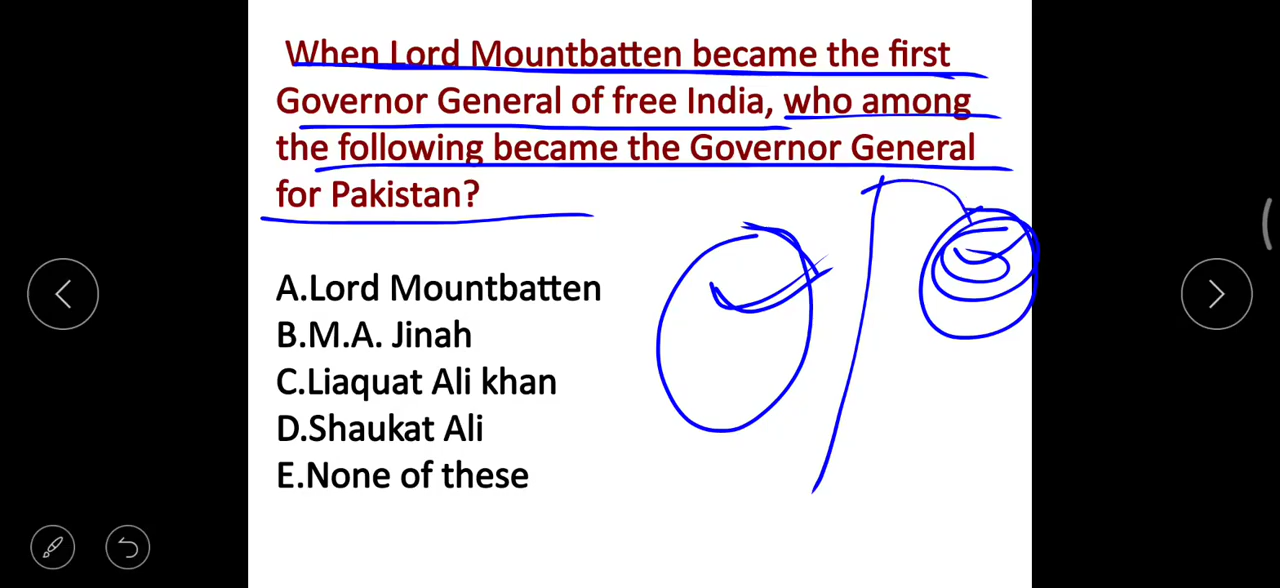 When Lord Mountbatten became the first
Governor General of free India, who among
the following became the Governor General
for Pakistan?
A.Lord Mountbatten
B.M.A. Jinah
C.Liaquat Ali khan
D.Shaukat Ali
E.None of these